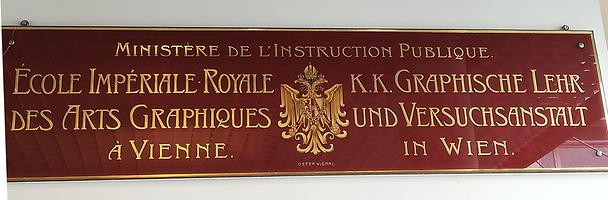 MINISTÈRE DE L'INSTRUCTION PUBLIQUE.
ÉCOLE IMPÉRIALE-ROYALE
DES ARTS GRAPHIQUES
À VIENNE.
K.K. GRAPHISCHE LEHR
UND VERSUCHSANSTALT
IN WIEN.